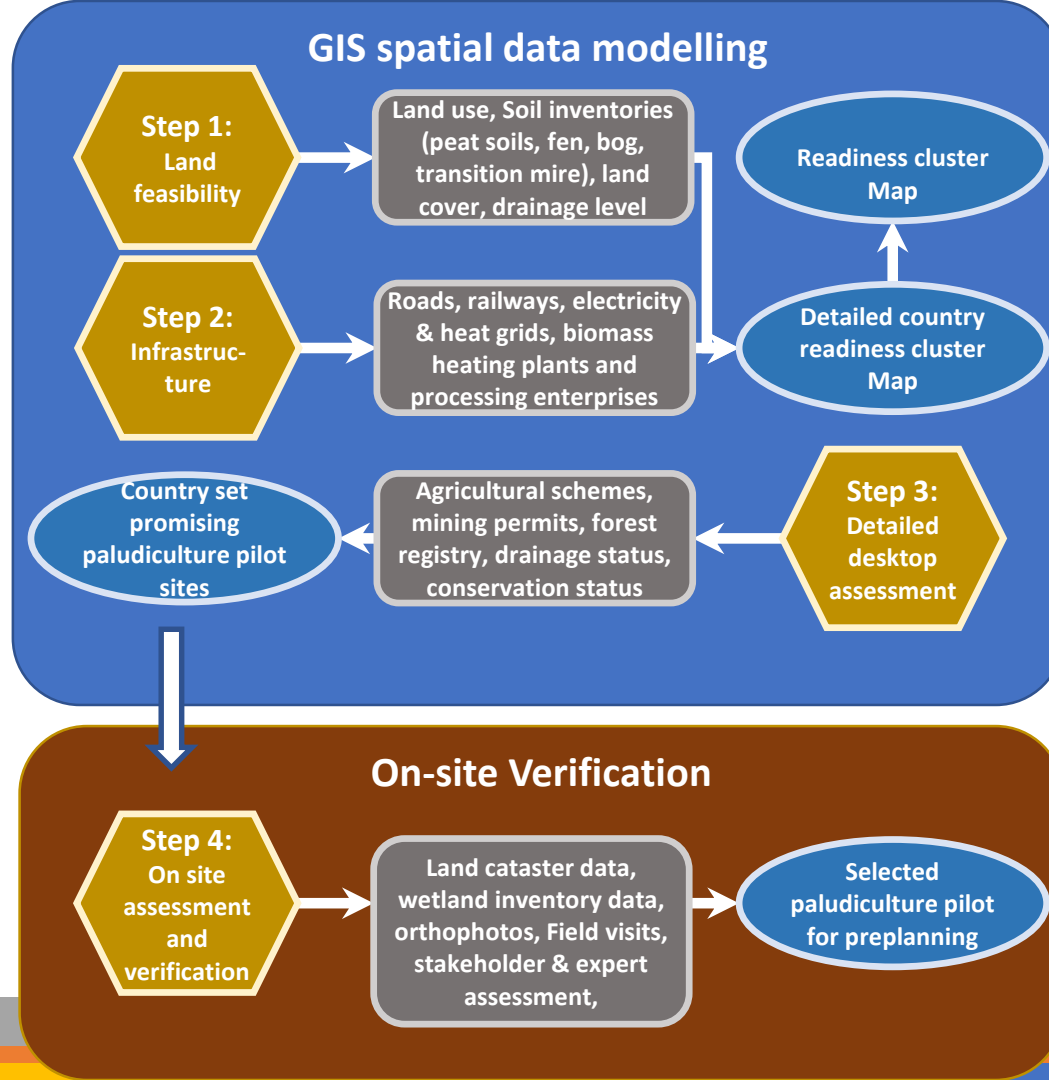 GIS spatial data modelling
Step 1:
Land
feasibility
Land use, Soil inventories
(peat soils, fen, bog,
transition mire), land
cover, drainage level
Readiness cluster
Map
Step 2:
Infrastruc-
ture
Roads, railways, electricity
& heat grids, biomass
heating plants and
processing enterprises
Detailed country
readiness cluster
Map
Country set
promising
paludiculture pilot
sites
Agricultural schemes,
mining permits, forest
registry, drainage status,
conservation status
Step 3:
Detailed
desktop
assessment
On-site Verification
Step 4:
On site
assessment
and
verification
Land cataster data,
wetland inventory data,
orthophotos, Field visits,
stakeholder & expert
assessment,
Selected
paludiculture pilot
for preplanning